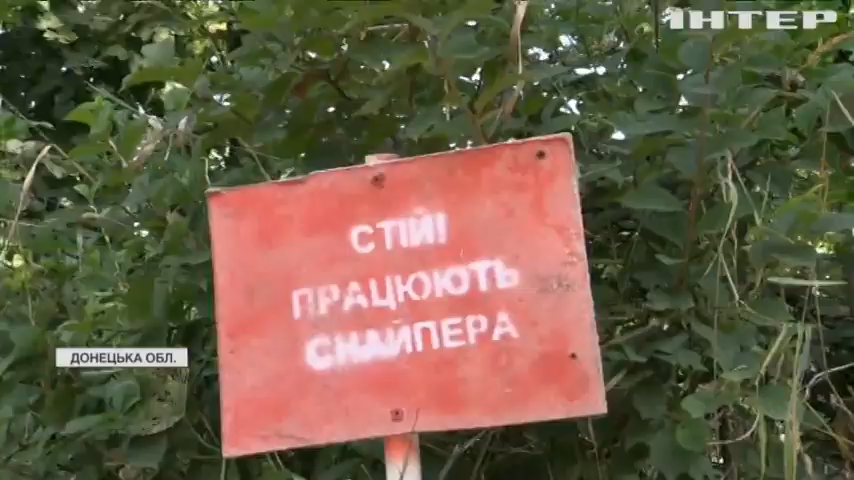 ІНТЕР
СТІЙ!
ПРАЦЮЮТЬ
СНАЙПЕРА
ДОНЕЦЬКА ОБЛ.